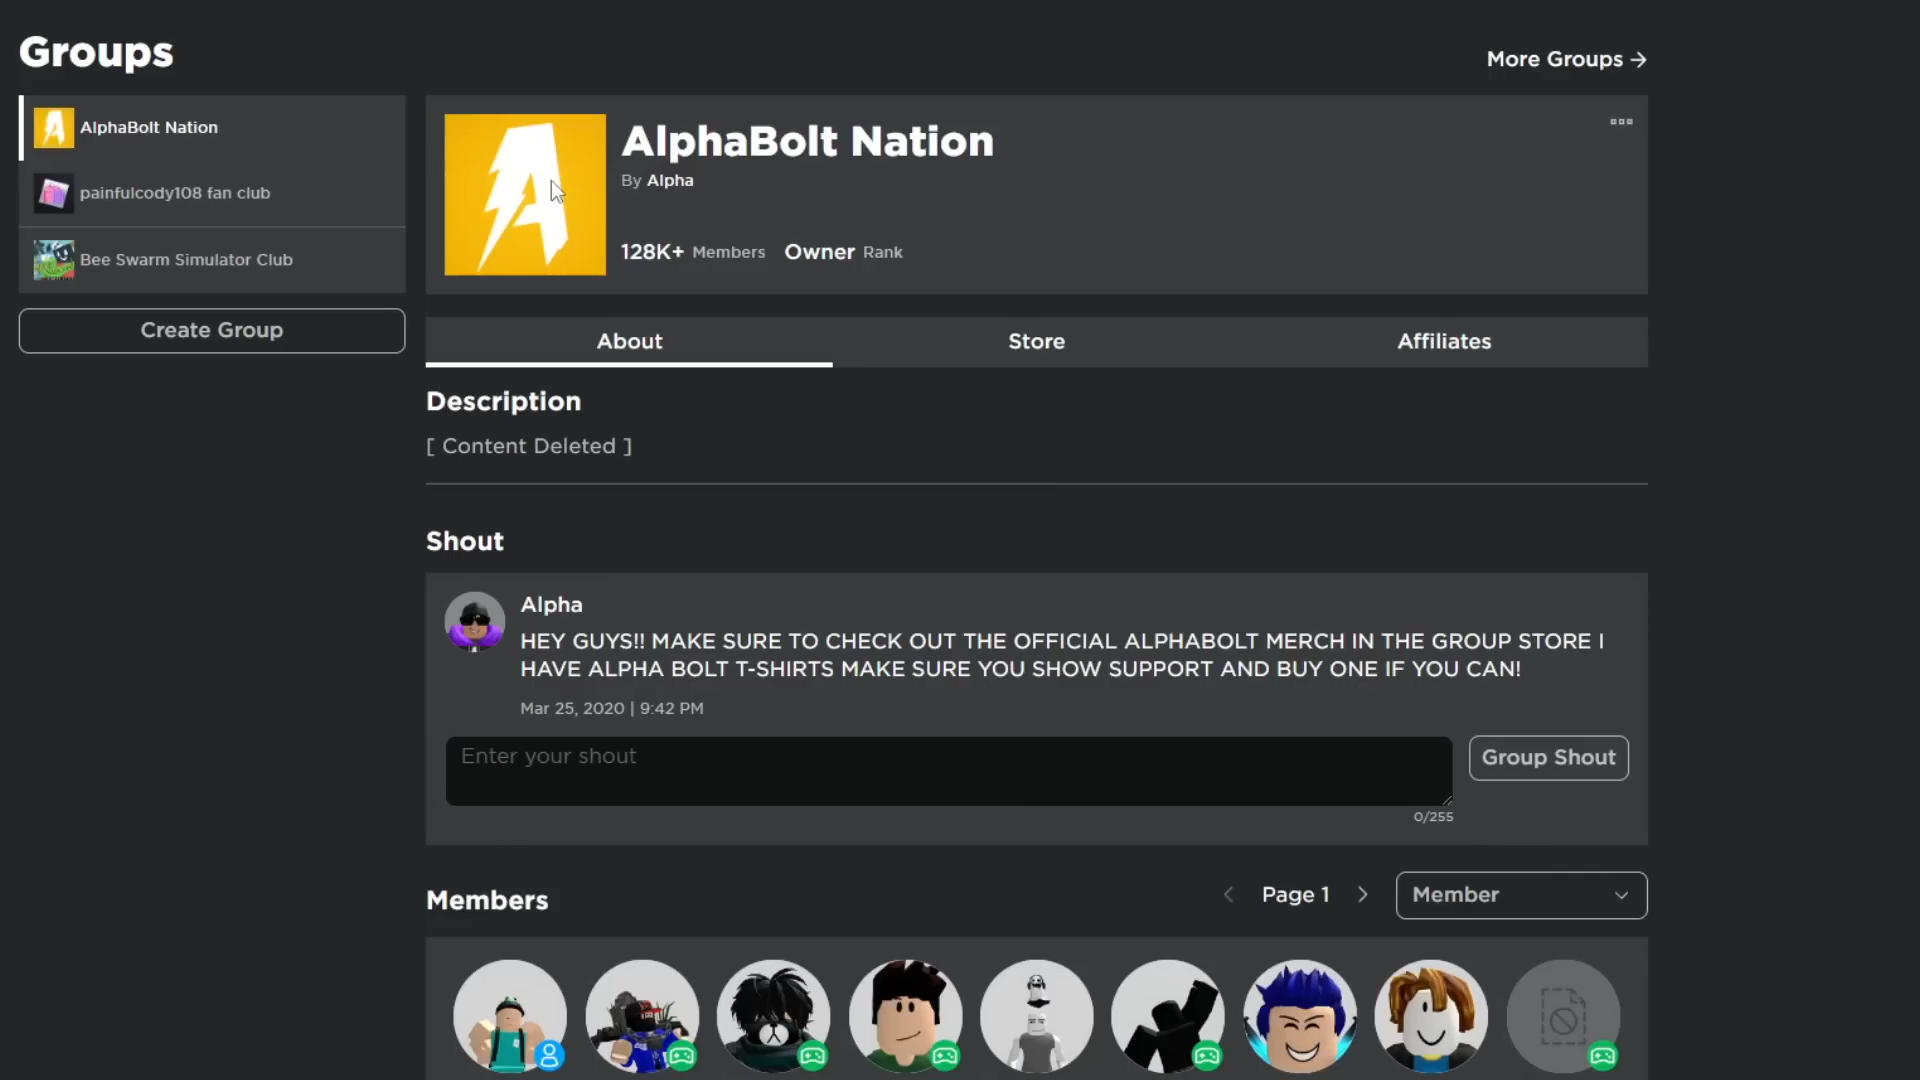 Groups
More Groups →
AlphaBolt Nation
painfulcody108 fan club
Bee Swarm Simulator Club
Create Group
AlphaBolt Nation
By Alpha
128K+ Members Owner Rank
About Store Affiliates
Description
[ Content Deleted ]
Shout
Alpha
HEY GUYS!! MAKE SURE TO CHECK OUT THE OFFICIAL ALPHABOLT MERCH IN THE GROUP STORE I
HAVE ALPHA BOLT T-SHIRTS MAKE SURE YOU SHOW SUPPORT AND BUY ONE IF YOU CAN!
Mar 25, 2020 | 9:42 PM
Enter your shout
Group Shout
0/255
Members
Page 1
Member